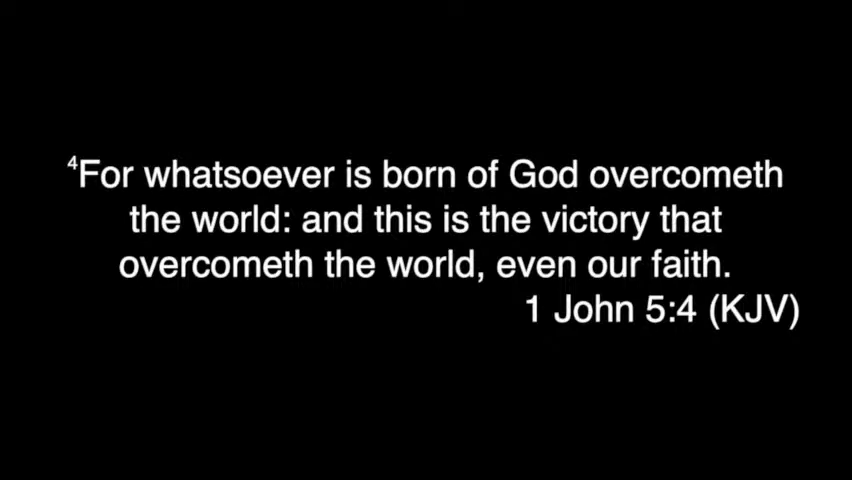 ⁴For whatsoever is born of God overcometh
the world: and this is the victory that
overcometh the world, even our faith.
1 John 5:4 (KJV)